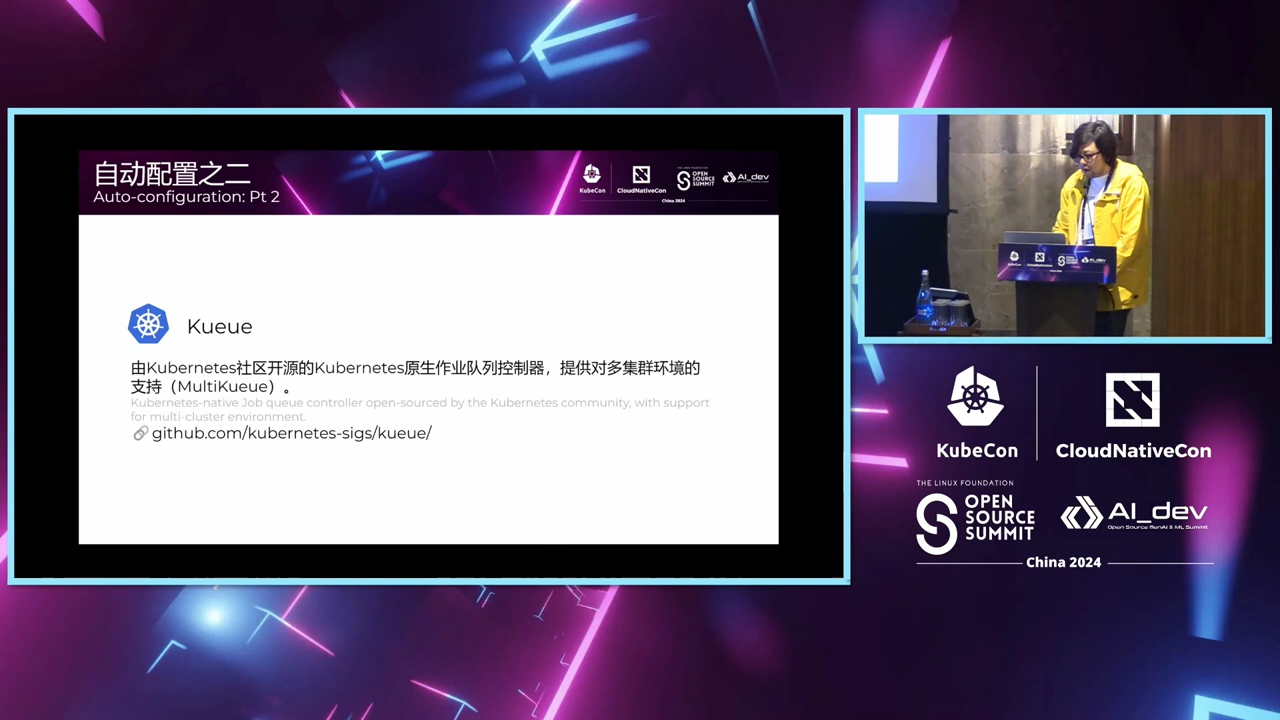 自动配置之二
Auto-configuration: Pt 2
KubeCon
CloudNativeCon
OPEN
SOURCE
SUMMIT
AI_dev
China 2024
Kueue
由Kubernetes社区开源的Kubernetes原生作业队列控制器，提供对多集群环境的
支持（MultiKueue）。
Kubernetes-native Job queue controller open-sourced by the Kubernetes community, with support
for multi-cluster environment.
github.com/kubernetes-sigs/kueue/
KubeCon
CloudNativeCon
THE LINUX FOUNDATION
OPEN
SOURCE
SUMMIT
AI_dev
Open Source GenAI & ML Summit
China 2024